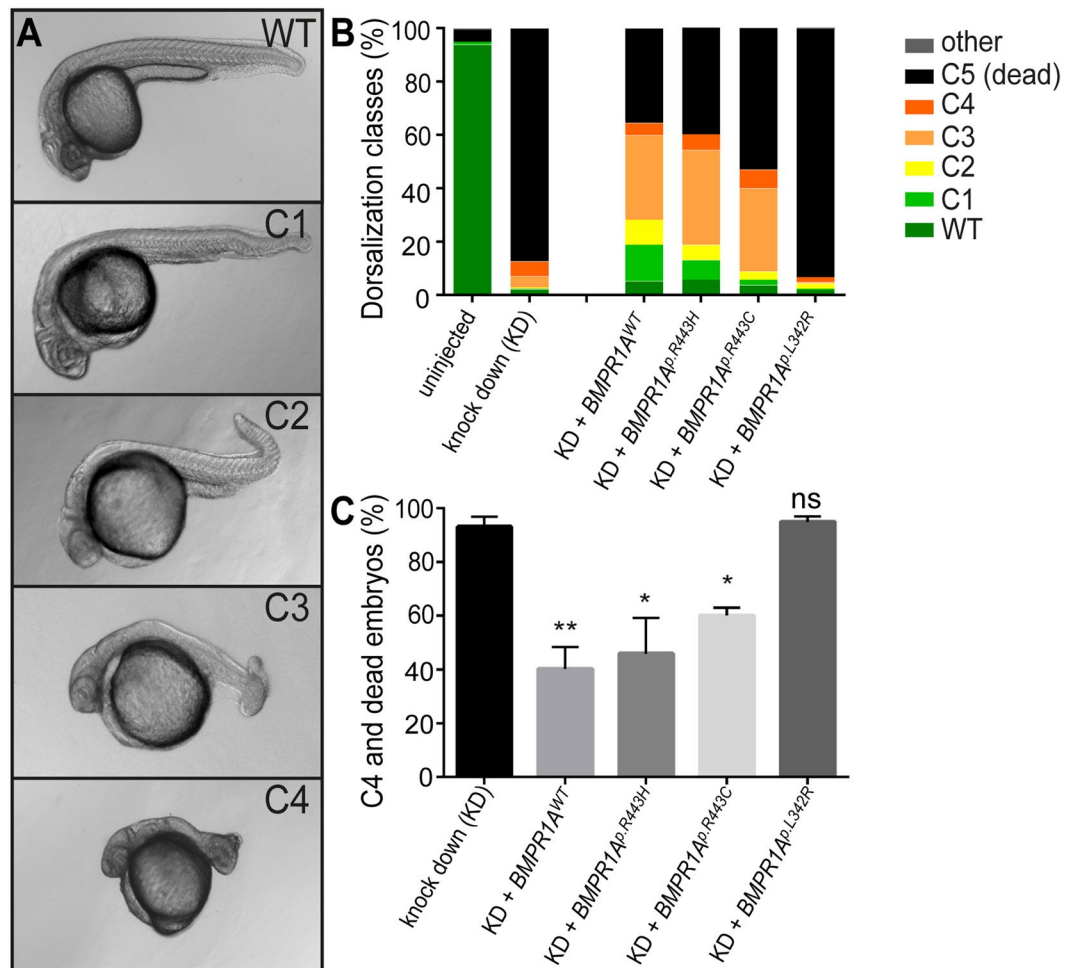 A
WT
C1
C2
C3
C4
B
Dorsalization classes (%)
100
80
60
40
20
0
uninjected
knock down (KD)
KD + BMPR1A^WT
KD + BMPR1A^p.R443H
KD + BMPR1A^p.R443C
KD + BMPR1A^p.L342R
other
C5 (dead)
C4
C3
C2
C1
WT
C
C4 and dead embryos (%)
100
80
60
40
20
0
**
*
*
ns
knock down (KD)
KD + BMPR1A^WT
KD + BMPR1A^p.R443H
KD + BMPR1A^p.R443C
KD + BMPR1A^p.L342R